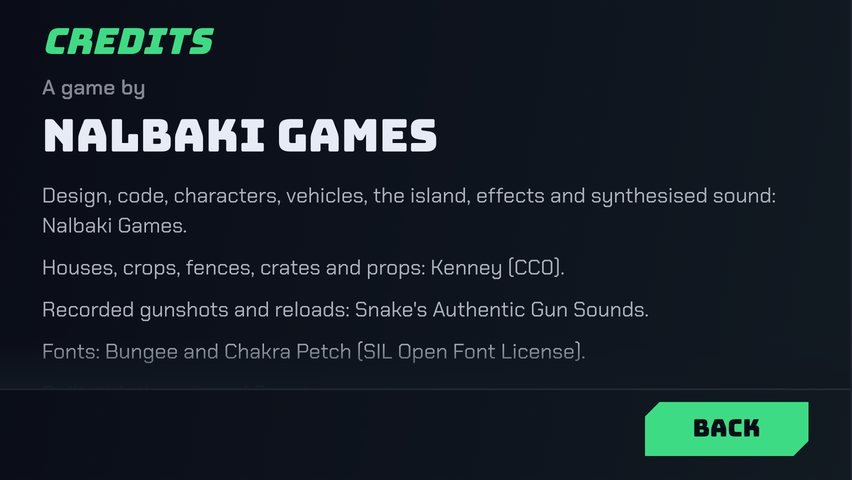 CREDITS
A game by
NALBAKI GAMES
Design, code, characters, vehicles, the island, effects and synthesised sound:
Nalbaki Games.
Houses, crops, fences, crates and props: Kenney (CC0).
Recorded gunshots and reloads: Snake's Authentic Gun Sounds.
Fonts: Bungee and Chakra Petch (SIL Open Font License).
BACK